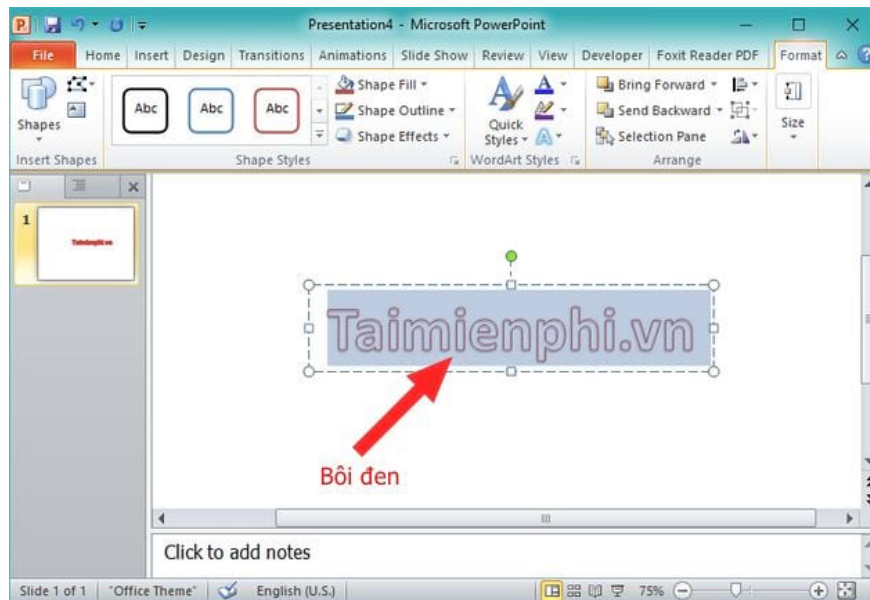 Presentation4 - Microsoft PowerPoint
File Home Insert Design Transitions Animations Slide Show Review View Developer Foxit Reader PDF Format
Shapes
Insert Shapes
Abc Abc Abc
Shape Fill
Shape Outline
Shape Effects
Shape Styles
Quick
Styles
WordArt Styles
Bring Forward
Send Backward
Selection Pane
Arrange
Size
1
Taimienphi.vn
Taimienphi.vn
Bôi đen
Click to add notes
Slide 1 of 1 "Office Theme" English (U.S.) 75%